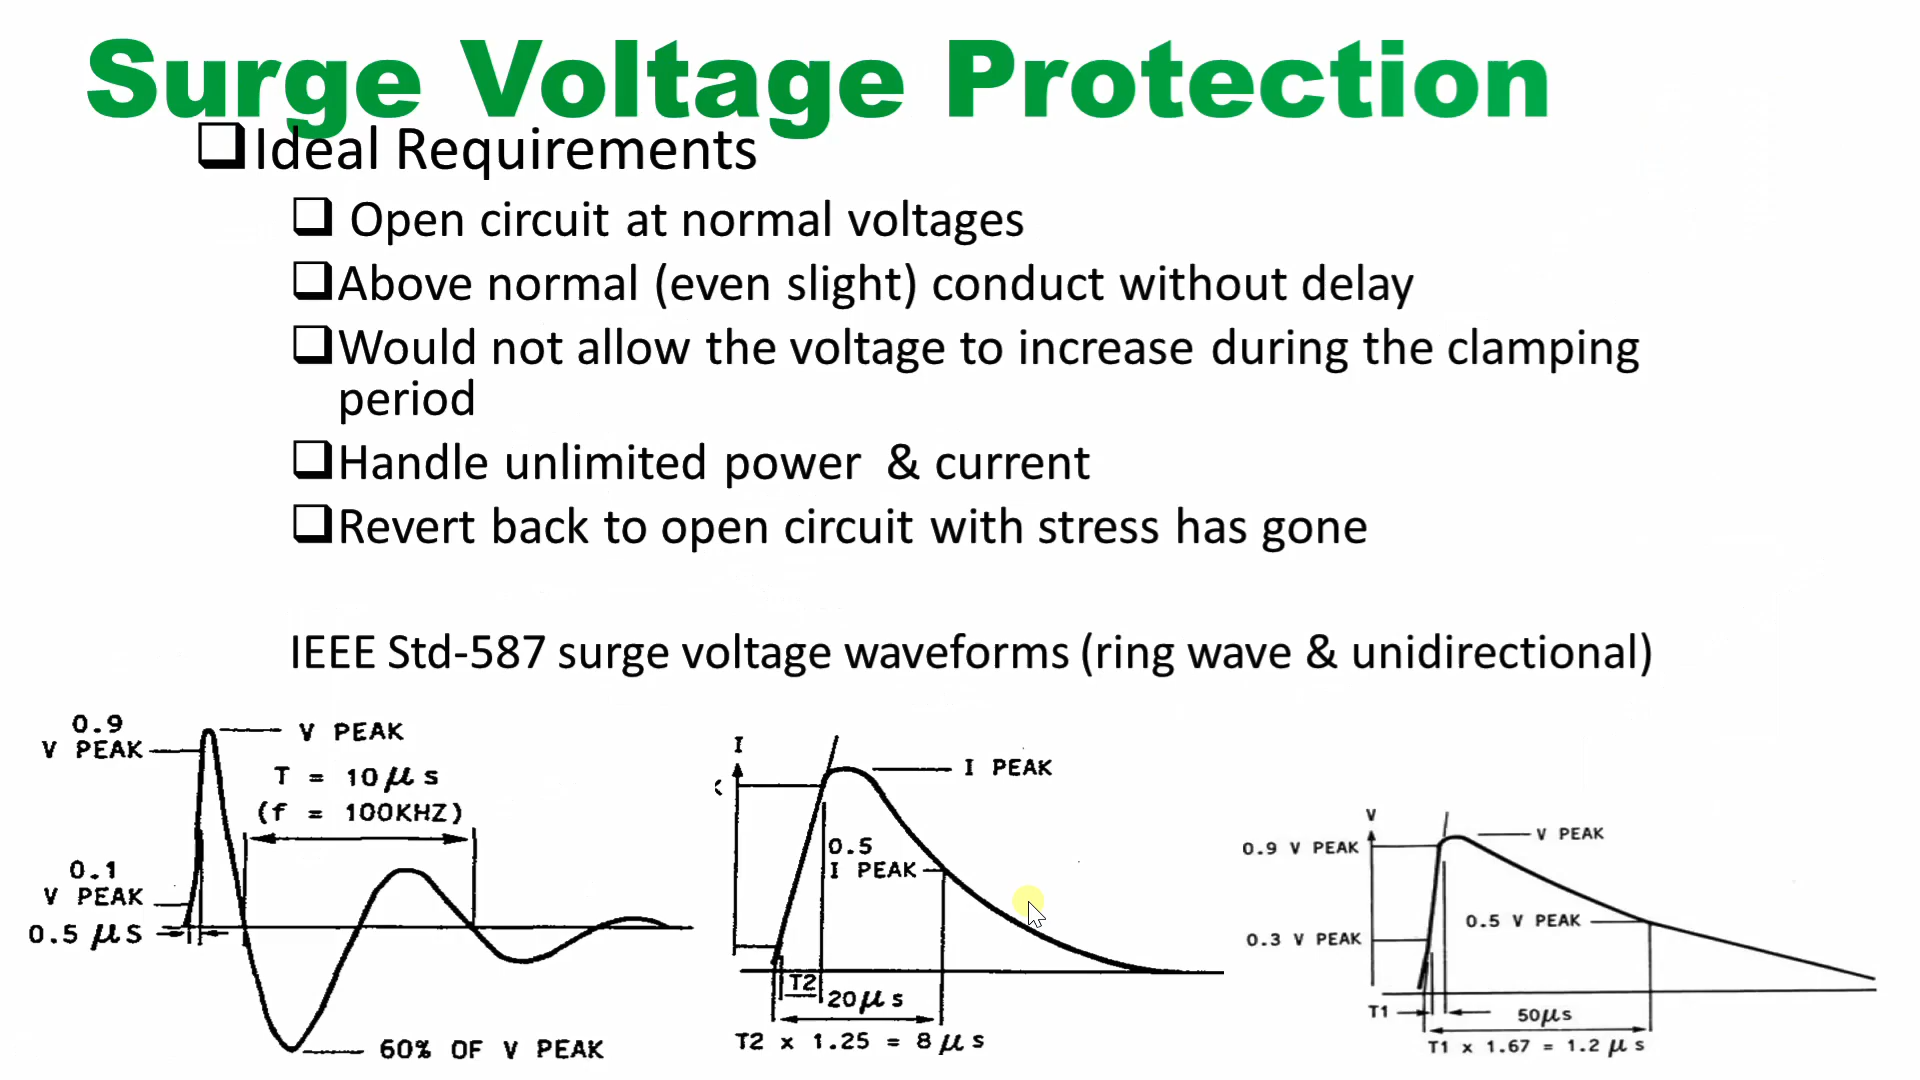 Surge Voltage Protection
Ideal Requirements
Open circuit at normal voltages
Above normal (even slight) conduct without delay
Would not allow the voltage to increase during the clamping
period
Handle unlimited power & current
Revert back to open circuit with stress has gone
IEEE Std-587 surge voltage waveforms (ring wave & unidirectional)
0.9
V PEAK
V PEAK
T = 10 μs
(f = 100KHZ)
0.1
V PEAK
0.5 μS
60% OF V PEAK
I
I PEAK
0.5
I PEAK
T2
20μs
T2 x 1.25 = 8 μs
V
0.9 V PEAK
V PEAK
0.5 V PEAK
0.3 V PEAK
T1
50μs
T1 x 1.67 = 1.2 μs